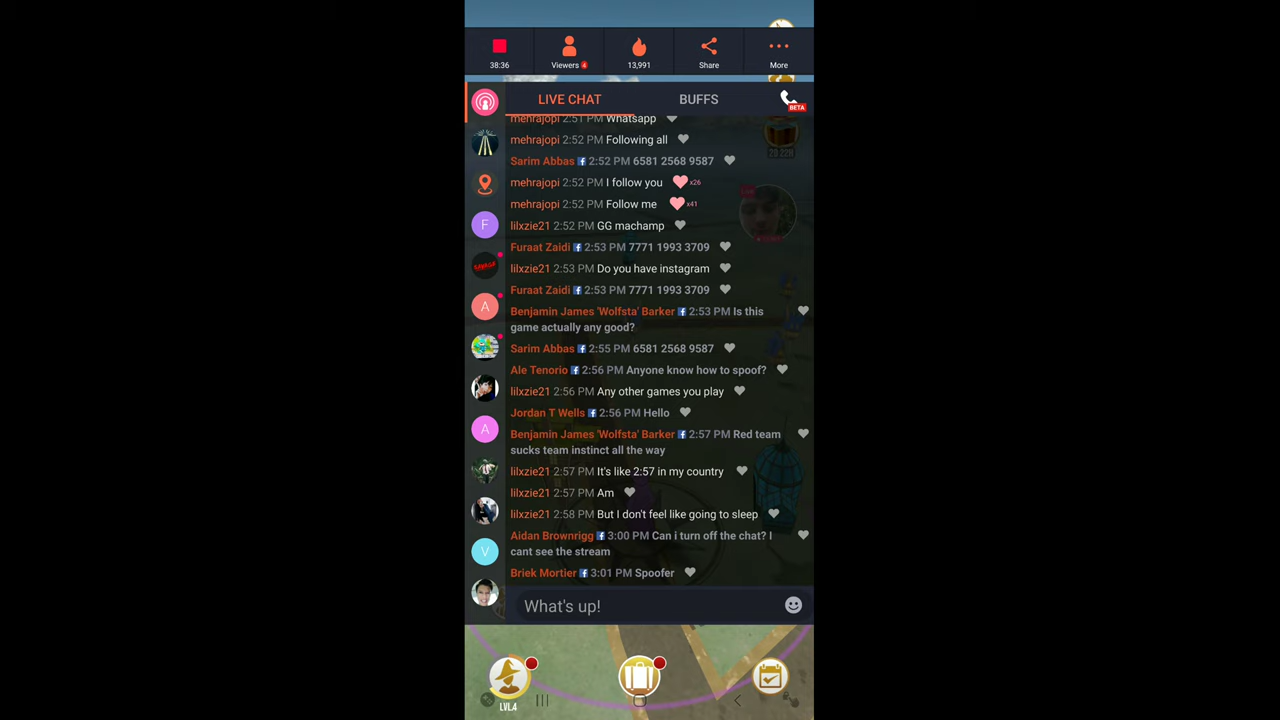 38:36
Viewers 4
13,991
Share
More
LIVE CHAT
BUFFS
BETA
mehrajopi 2:51 PM Whatsapp
mehrajopi 2:52 PM Following all
Sarim Abbas 2:52 PM 6581 2568 9587
mehrajopi 2:52 PM I follow you x26
mehrajopi 2:52 PM Follow me x41
lilxzie21 2:52 PM GG machamp
Furaat Zaidi 2:53 PM 7771 1993 3709
lilxzie21 2:53 PM Do you have instagram
Furaat Zaidi 2:53 PM 7771 1993 3709
Benjamin James 'Wolfsta' Barker 2:53 PM Is this
game actually any good?
Sarim Abbas 2:55 PM 6581 2568 9587
Ale Tenorio 2:56 PM Anyone know how to spoof?
lilxzie21 2:56 PM Any other games you play
Jordan T Wells 2:56 PM Hello
Benjamin James 'Wolfsta' Barker 2:57 PM Red team
sucks team instinct all the way
lilxzie21 2:57 PM It's like 2:57 in my country
lilxzie21 2:57 PM Am
lilxzie21 2:58 PM But I don't feel like going to sleep
Aidan Brownrigg 3:00 PM Can i turn off the chat? I
cant see the stream
Briek Mortier 3:01 PM Spoofer
F
A
A
V
What's up!
LVL.4